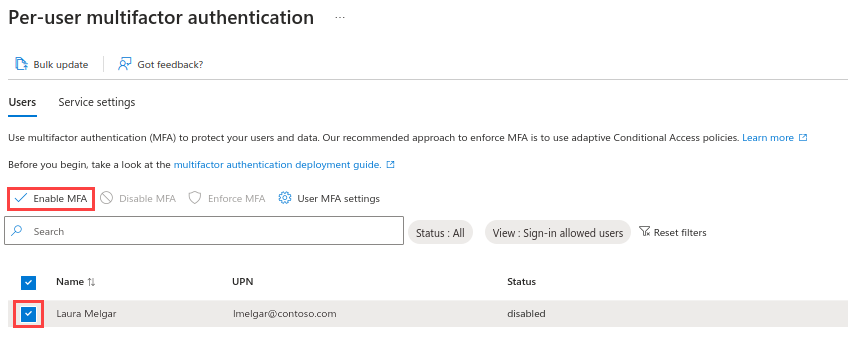 Per-user multifactor authentication ...
Bulk update Got feedback?
Users Service settings
Use multifactor authentication (MFA) to protect your users and data. Our recommended approach to enforce MFA is to use adaptive Conditional Access policies. Learn more
Before you begin, take a look at the multifactor authentication deployment guide.
Enable MFA Disable MFA Enforce MFA User MFA settings
Search Status : All View : Sign-in allowed users Reset filters
Name UPN Status
Laura Melgar lmelgar@contoso.com disabled